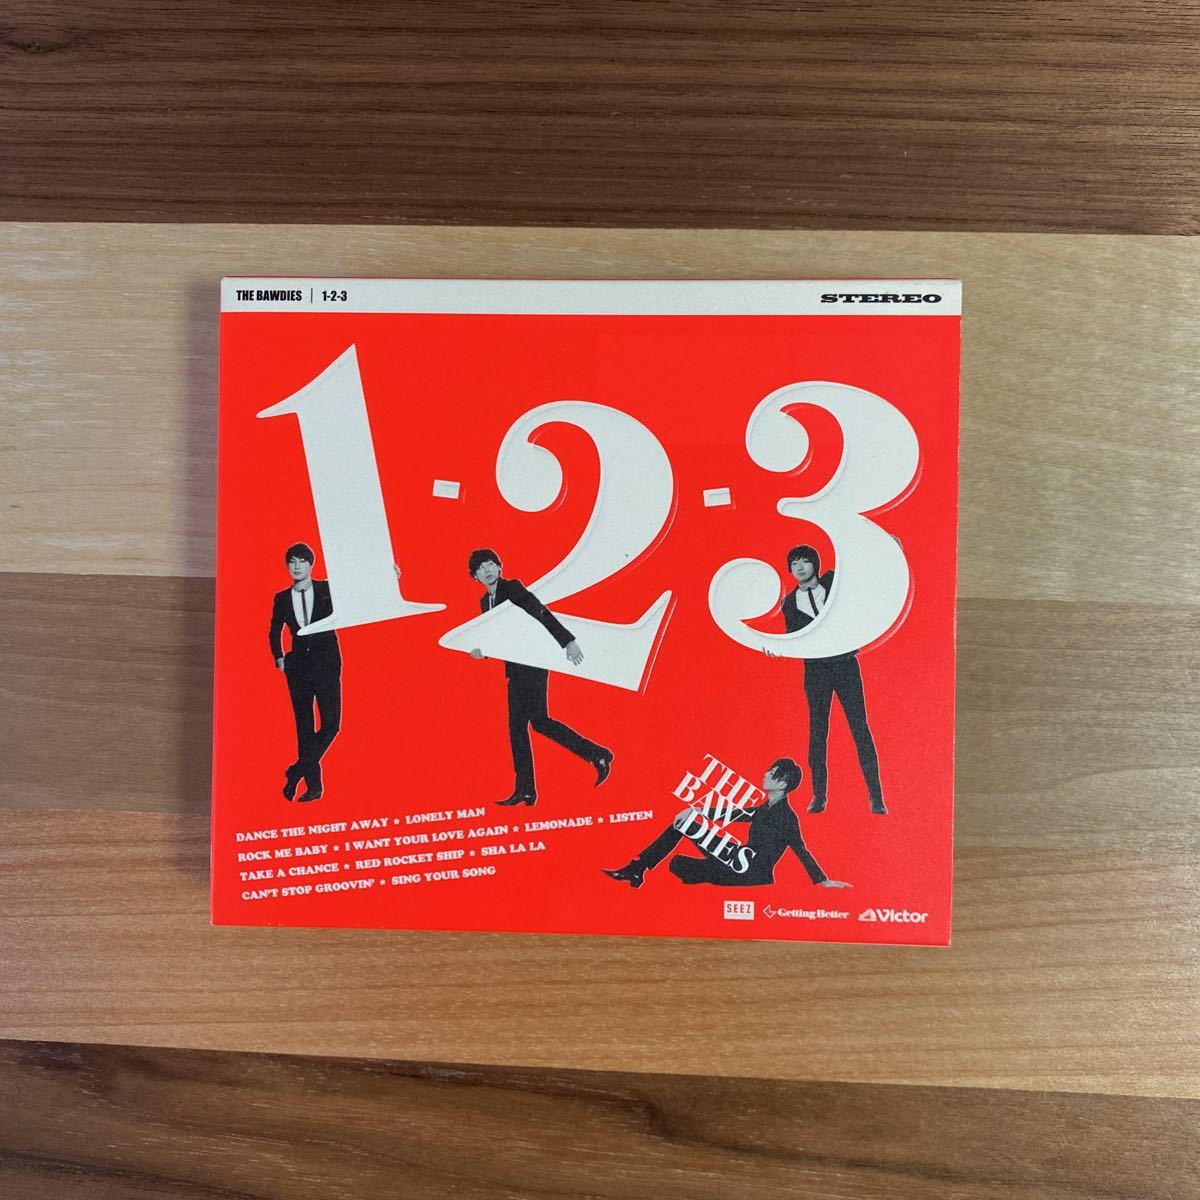 THE BAWDIES | 1-2-3
STEREO
1-2-3
DANCE THE NIGHT AWAY ★ LONELY MAN
ROCK ME BABY ★ I WANT YOUR LOVE AGAIN ★ LEMONADE ★ LISTEN
TAKE A CHANCE ★ RED ROCKET SHIP ★ SHA LA LA
CAN'T STOP GROOVIN' ★ SING YOUR SONG
THE
BAW
DIES
SEEZ
Getting Better
Victor